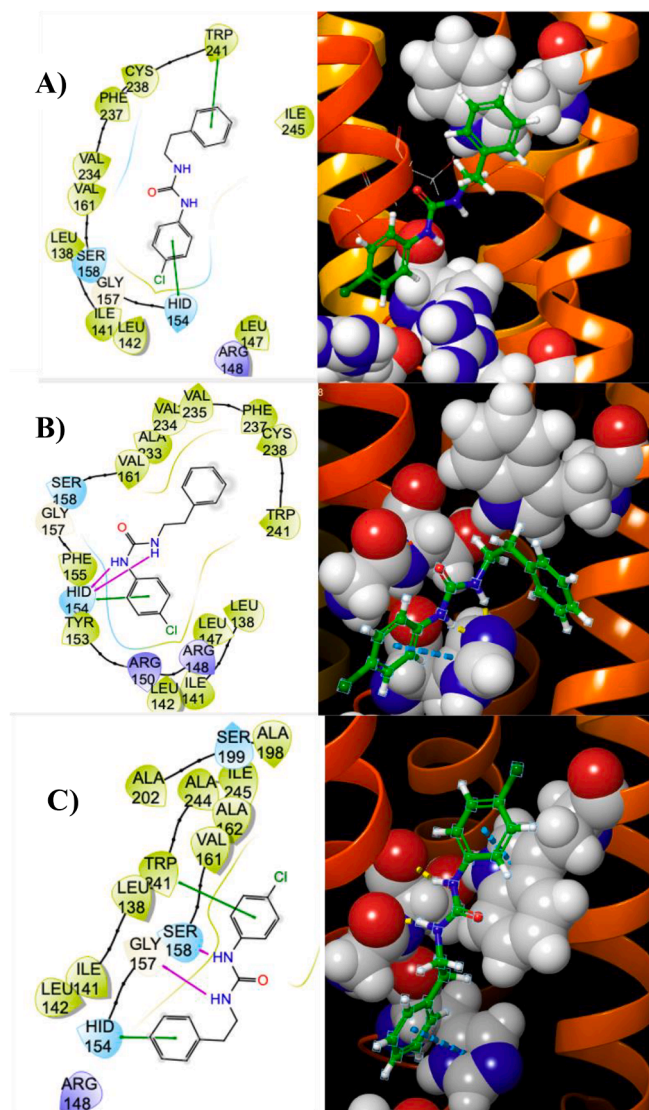 A)
TRP
241
CYS
238
PHE
237
ILE
245
VAL
234
VAL
161
NH
O
NH
LEU
138
SER
158
Cl
GLY
157
HID
154
ILE
141
LEU
142
LEU
147
ARG
148
B)
VAL
235
VAL
234
PHE
237
ALA
233
CYS
238
VAL
161
SER
158
GLY
157
TRP
241
O
HN
N
H
PHE
155
HID
154
Cl
TYR
153
LEU
138
LEU
147
ARG
150
ARG
148
LEU
142
ILE
141
C)
SER
199
ALA
198
ALA
202
ALA
244
ILE
245
ALA
162
VAL
161
Cl
TRP
241
LEU
138
SER
158
GLY
157
HN
O
NH
ILE
141
LEU
142
HID
154
ARG
148